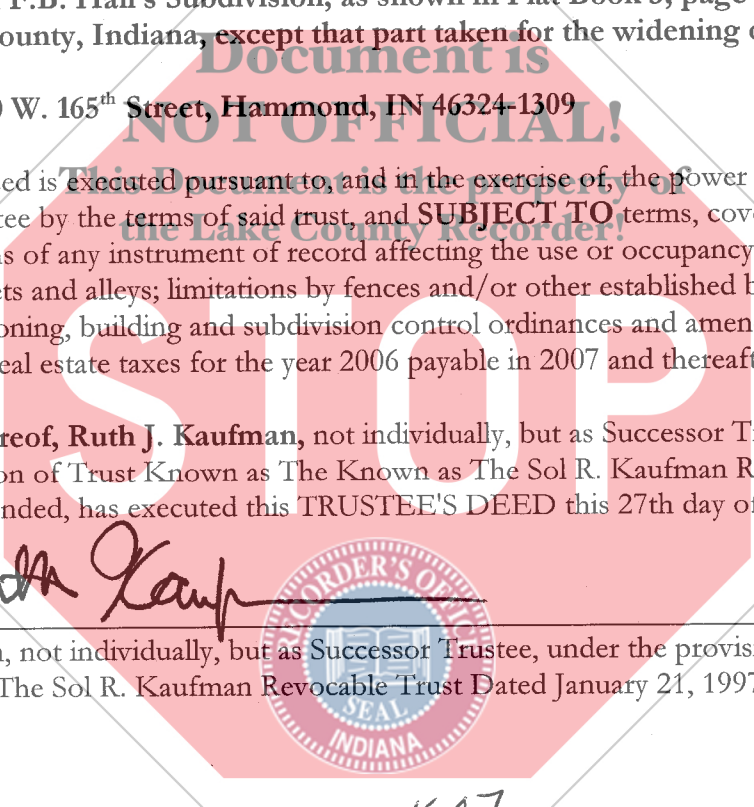 F.B. Hall's Subdivision, as shown in Plat Book 3, page
ounty, Indiana, except that part taken for the widening
Document is
W. 165th Street, Hammond, IN 46324-1309
NOT OFFICIAL!
ed is executed pursuant to, and in the exercise of, the power
This Document is the property of
tee by the terms of said trust, and SUBJECT TO terms, cov
the Lake County Recorder!
s of any instrument of record affecting the use or occupancy
ets and alleys; limitations by fences and/or other established b
oning, building and subdivision control ordinances and amen
eal estate taxes for the year 2006 payable in 2007 and thereaft
STOP
reof, Ruth J. Kaufman, not individually, but as Successor T
on of Trust Known as The Known as The Sol R. Kaufman R
nded, has executed this TRUSTEE'S DEED this 27th day of
RECORDER'S OFFICE
, not individually, but as Successor Trustee, under the provis
The Sol R. Kaufman Revocable Trust Dated January 21, 1997
SEAL
INDIANA